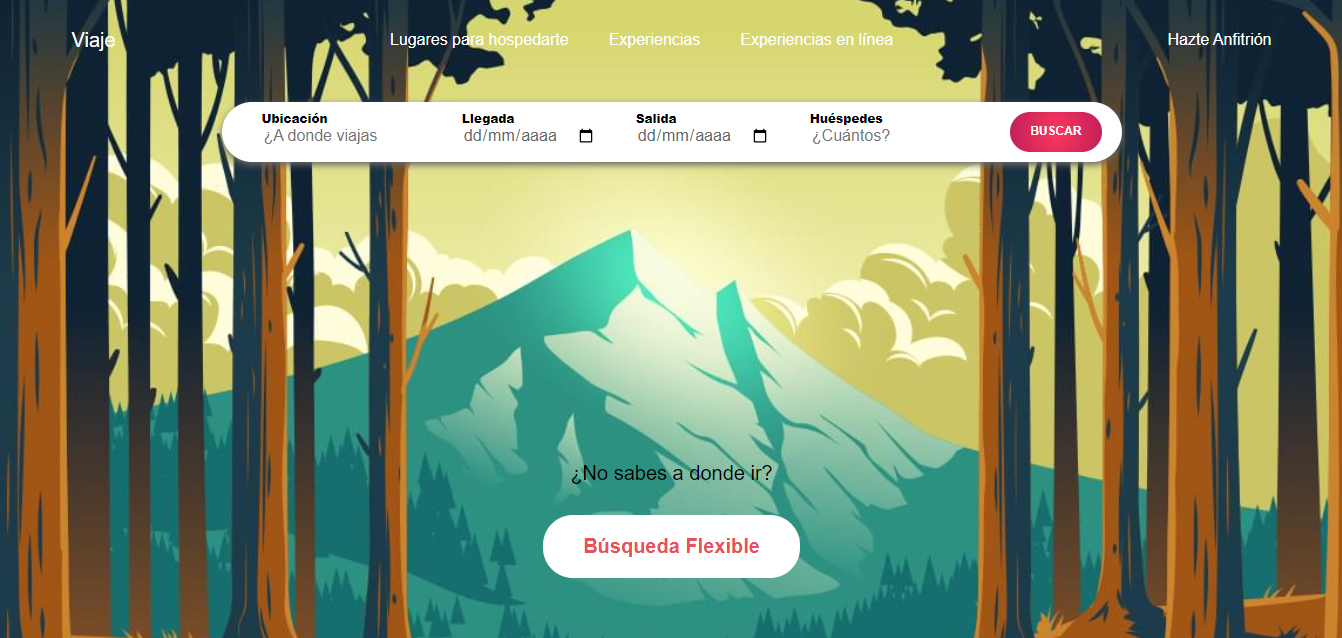 Viaje Lugares para hospedarte Experiencias Experiencias en línea Hazte Anfitrión
Ubicación Llegada Salida Huéspedes
¿A donde viajas dd/mm/aaaa dd/mm/aaaa ¿Cuántos? BUSCAR
¿No sabes a donde ir?
Búsqueda Flexible